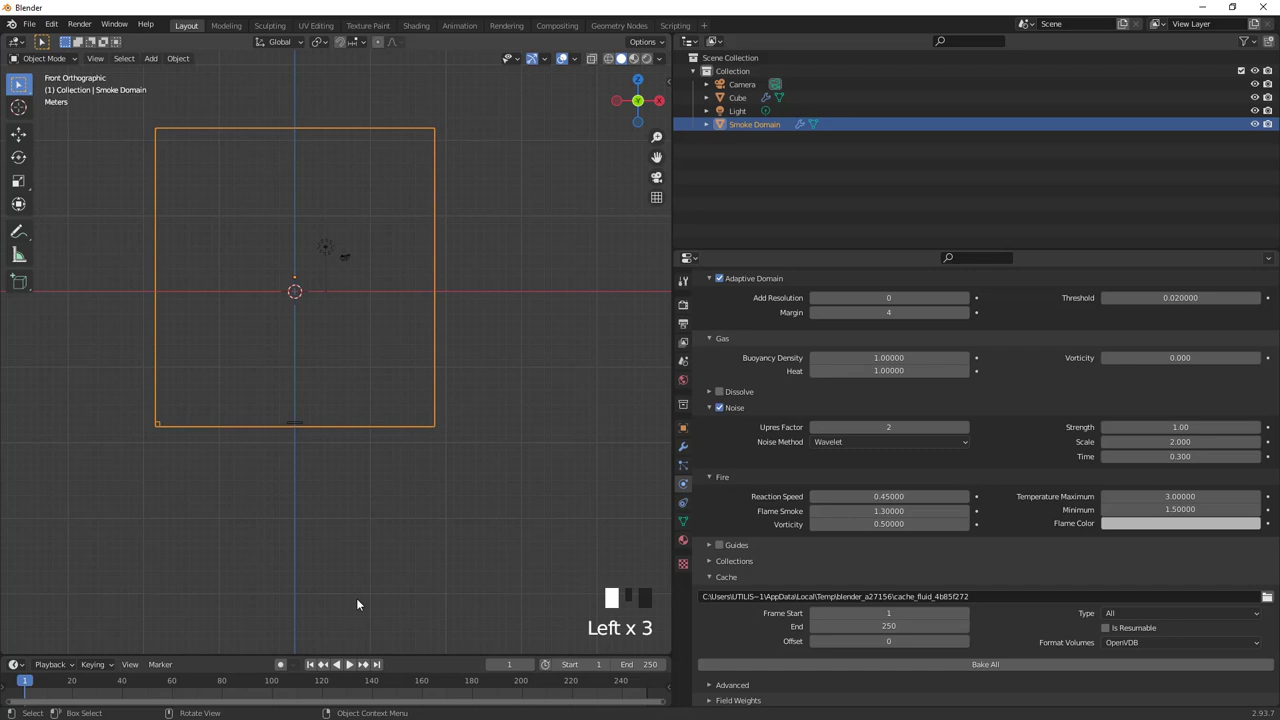 Blender
File Edit Render Window Help
Layout Modeling Sculpting UV Editing Texture Paint Shading Animation Rendering Compositing Geometry Nodes Scripting
Scene
View Layer
Global
Options
Object Mode View Select Add Object
Front Orthographic
(1) Collection | Smoke Domain
Meters
Z
Y
X
Left x 3
Scene Collection
Collection
Camera
Cube
Light
Smoke Domain
Adaptive Domain
Add Resolution 0 Threshold 0.020000
Margin 4
Gas
Buoyancy Density 1.00000 Vorticity 0.000
Heat 1.00000
Dissolve
Noise
Upres Factor 2 Strength 1.00
Noise Method Wavelet Scale 2.000
Time 0.300
Fire
Reaction Speed 0.45000 Temperature Maximum 3.00000
Flame Smoke 1.30000 Minimum 1.50000
Vorticity 0.50000 Flame Color
Guides
Collections
Cache
C:\Users\UTILIS~1\AppData\Local\Temp\blender_a27156\cache_fluid_4b85f272
Frame Start 1 Type All
End 250 Is Resumable
Offset 0 Format Volumes OpenVDB
Bake All
Advanced
Field Weights
Playback Keying View Marker 1 Start 1 End 250
1 20 40 60 80 100 120 140 160 180 200 220 240
Select Box Select Rotate View Object Context Menu 2.93.7